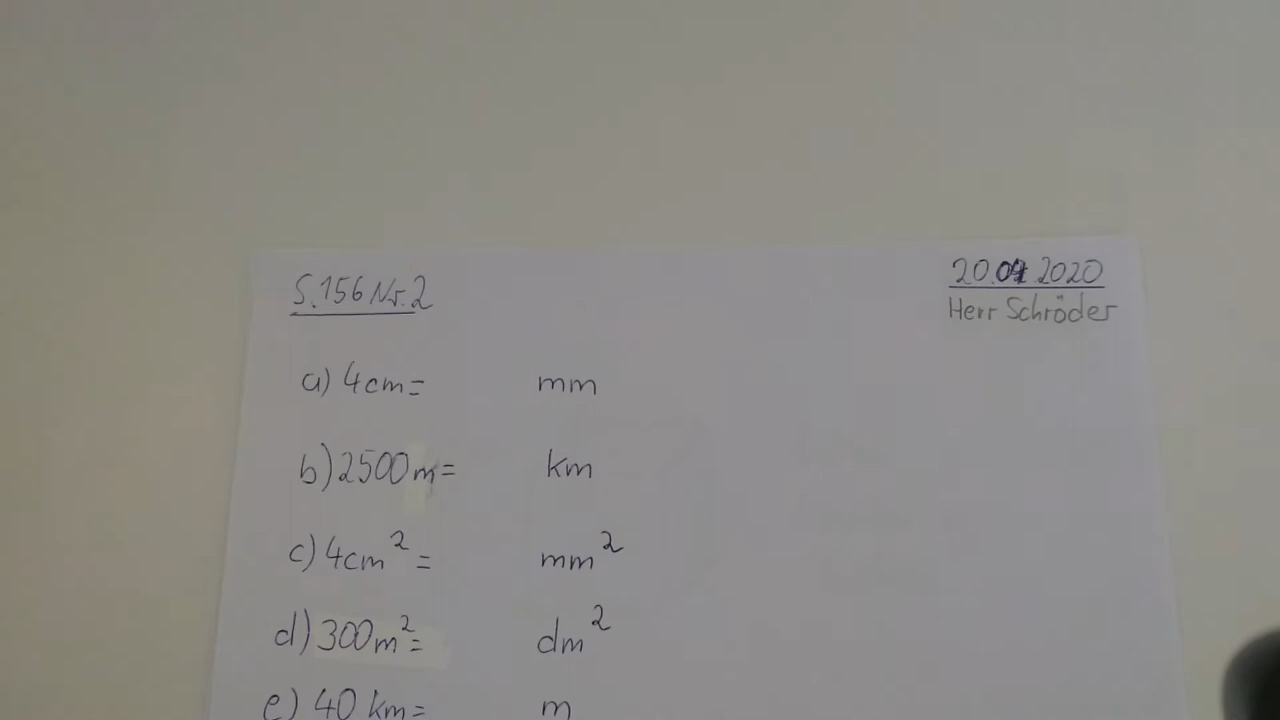 S.156 Nr.2
20.04.2020
Herr Schröder
a) 4cm= mm
b) 2500m= km
c) 4cm²= mm²
d) 300m²= dm²
e) 40 km= m